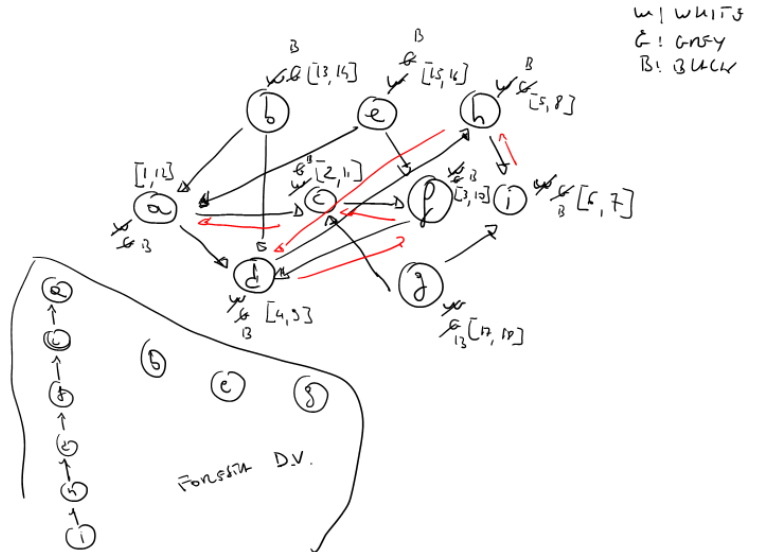 W! WHITE
G! GREY
B! BLACK
B
W G [13,14]
b
B
W G [15,16]
e
B
W G
[5,8]
h
[1,12]
a
W
G B
G B
W [2,11]
c
W
G B
[3,10]
f
i
W G
B [6,7]
d
W
G [4,9]
B
g
W
G B [17,18]
a
c
f
d
h
i
b
e
g
FORESTA D.V.